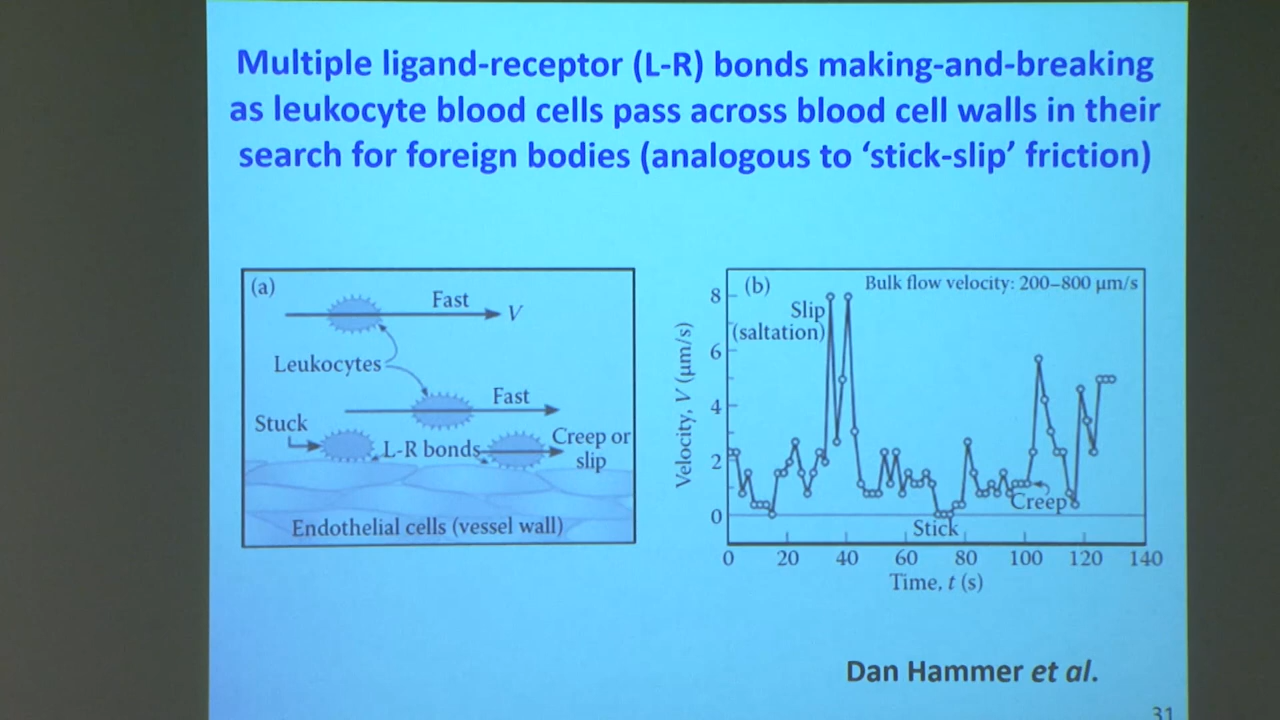 Multiple ligand-receptor (L-R) bonds making-and-breaking
as leukocyte blood cells pass across blood cell walls in their
search for foreign bodies (analogous to ‘stick-slip’ friction)
(a)
Fast
V
Leukocytes
Fast
Stuck
L-R bonds
Creep or
slip
Endothelial cells (vessel wall)
(b)
Bulk flow velocity: 200–800 μm/s
Slip
(saltation)
Velocity, V (μm/s)
8
6
4
2
0
Creep
Stick
0 20 40 60 80 100 120 140
Time, t (s)
Dan Hammer et al.
31